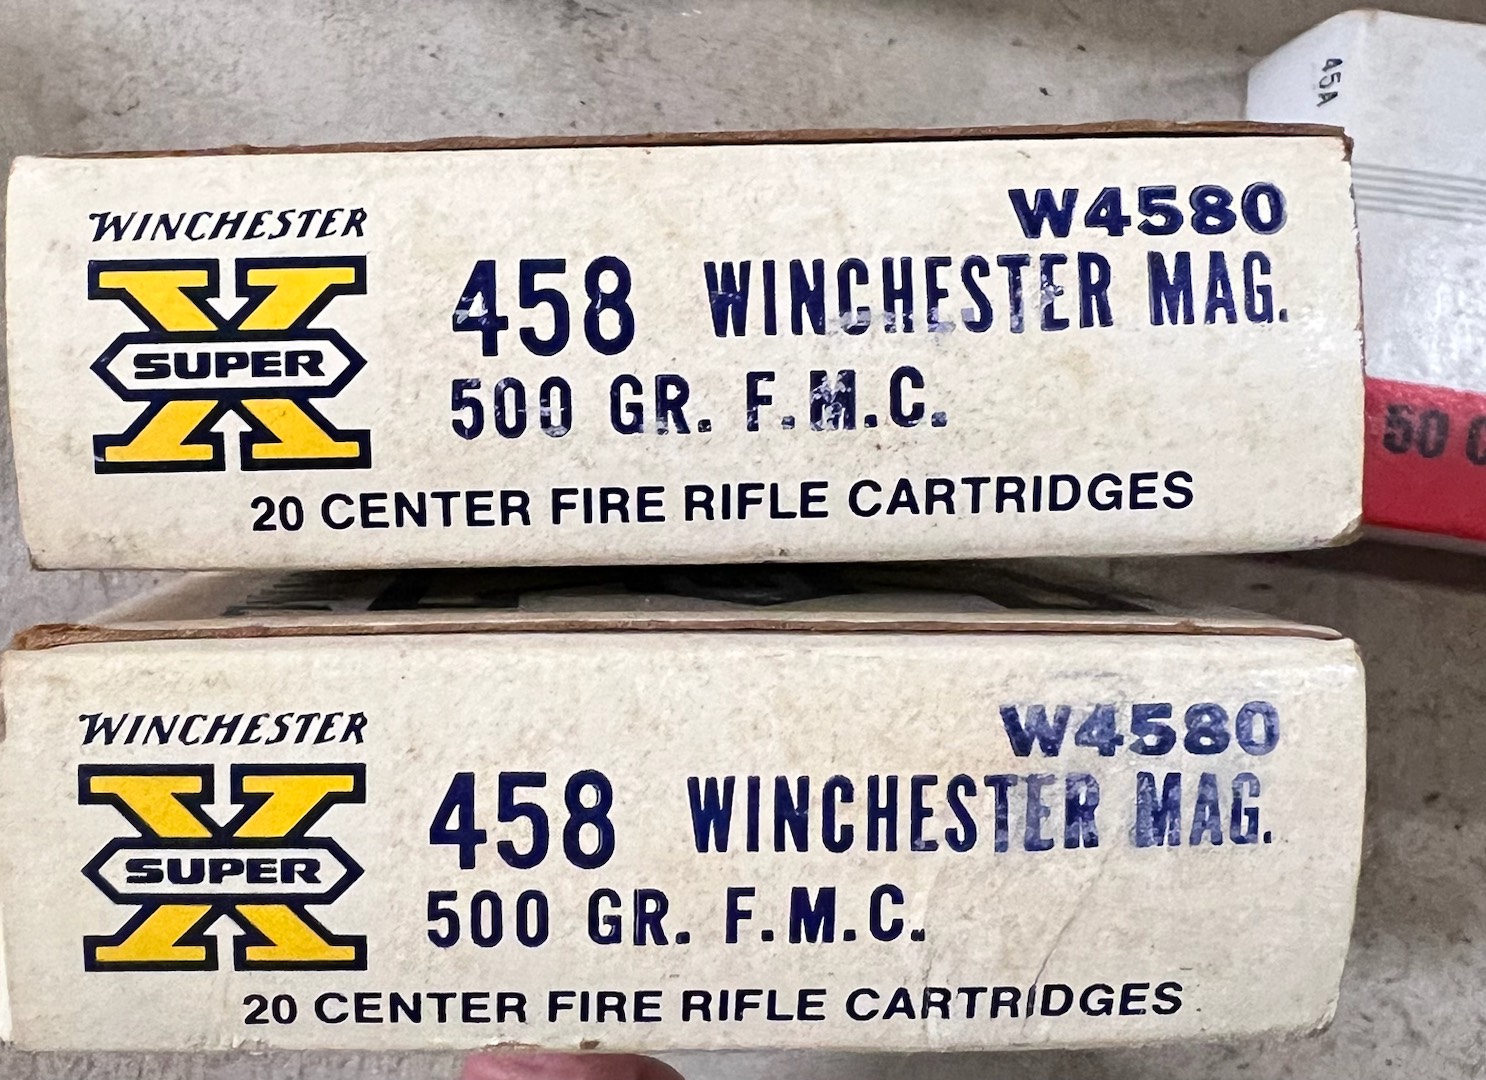 45A
WINCHESTER
SUPER
W4580
458 WINCHESTER MAG.
500 GR. F.M.C.
20 CENTER FIRE RIFLE CARTRIDGES
50
WINCHESTER
SUPER
W4580
458 WINCHESTER MAG.
500 GR. F.M.C.
20 CENTER FIRE RIFLE CARTRIDGES